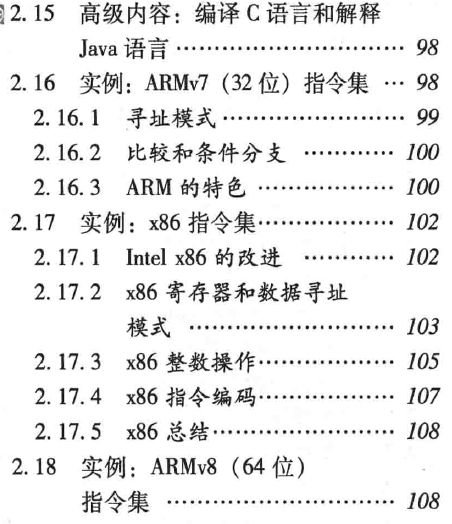 2.15 高级内容：编译 C 语言和解释
Java 语言 …………………………… 98
2.16 实例：ARMv7（32 位）指令集 … 98
2.16.1 寻址模式 …………………… 99
2.16.2 比较和条件分支 ………… 100
2.16.3 ARM 的特色 ……………… 100
2.17 实例：x86 指令集 ……………… 102
2.17.1 Intel x86 的改进 ………… 102
2.17.2 x86 寄存器和数据寻址
模式 ……………………… 103
2.17.3 x86 整数操作 …………… 105
2.17.4 x86 指令编码 …………… 107
2.17.5 x86 总结 ………………… 108
2.18 实例：ARMv8（64 位）
指令集 ………………………… 108